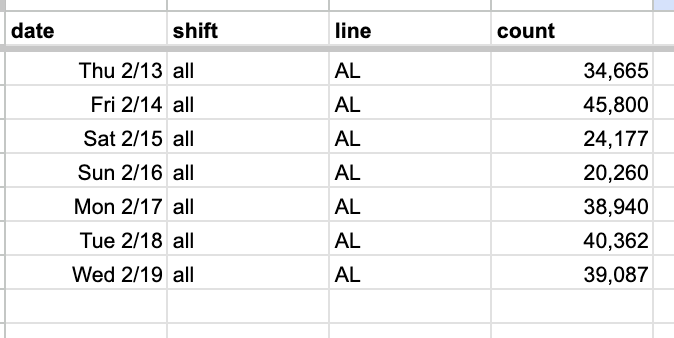 date shift line count
Thu 2/13 all AL 34,665
Fri 2/14 all AL 45,800
Sat 2/15 all AL 24,177
Sun 2/16 all AL 20,260
Mon 2/17 all AL 38,940
Tue 2/18 all AL 40,362
Wed 2/19 all AL 39,087